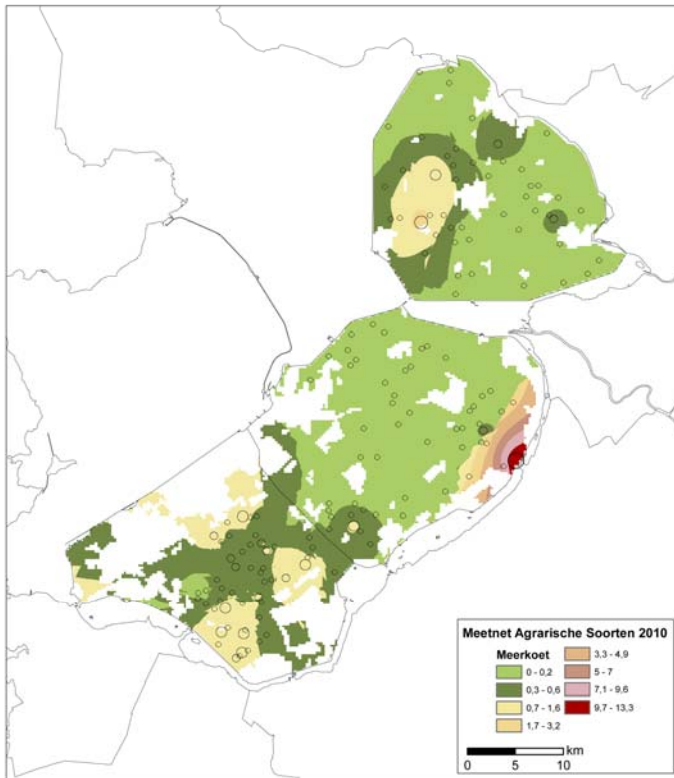 Meetnet Agrarische Soorten 2010
Meerkoet
0 - 0,2
0,3 - 0,6
0,7 - 1,6
1,7 - 3,2
3,3 - 4,9
5 - 7
7,1 - 9,6
9,7 - 13,3
km
0 5 10